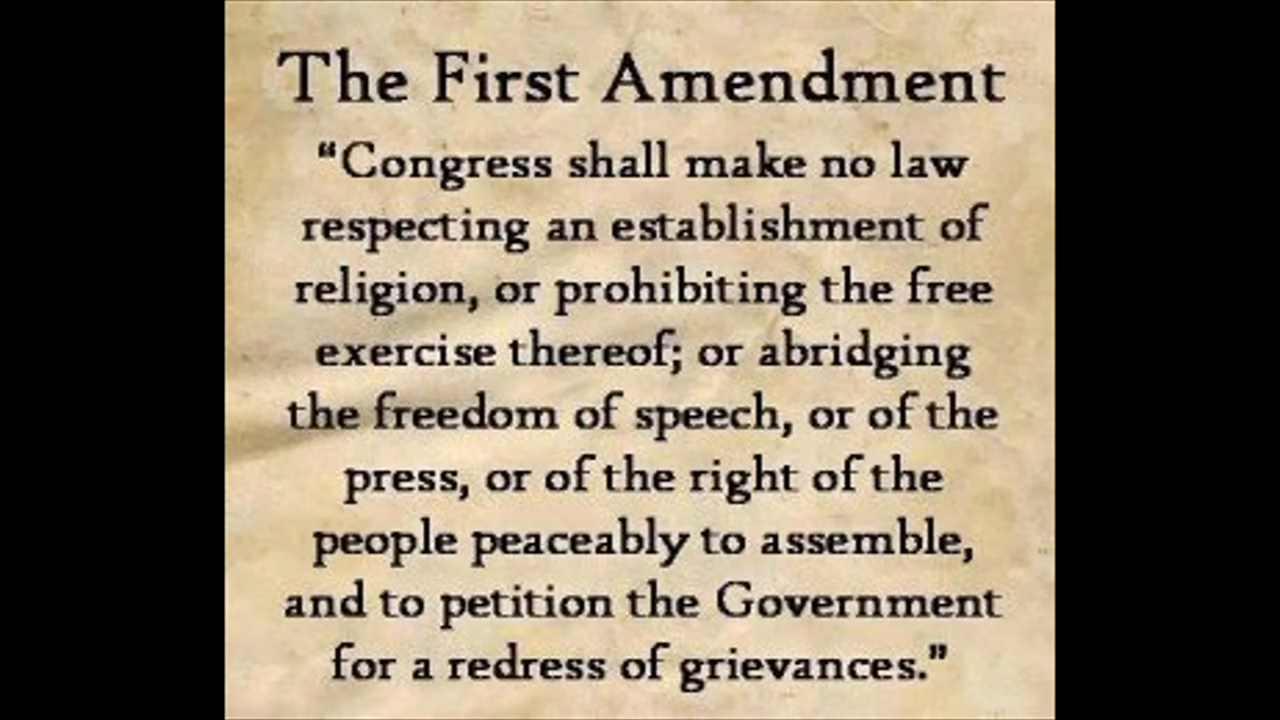 The First Amendment
“Congress shall make no law
respecting an establishment of
religion, or prohibiting the free
exercise thereof; or abridging
the freedom of speech, or of the
press, or of the right of the
people peaceably to assemble,
and to petition the Government
for a redress of grievances.”